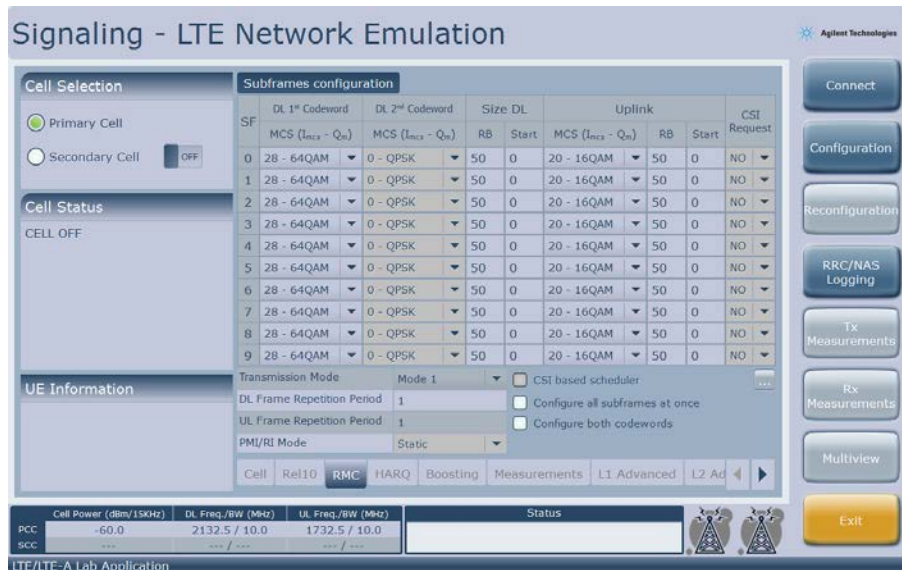 Signaling - LTE Network Emulation
Agilent Technologies
Cell Selection
Primary Cell
Secondary Cell OFF
Cell Status
CELL OFF
UE Information
Subframes configuration
SF DL 1st Codeword DL 2nd Codeword Size DL Uplink CSI Request
MCS (Imcs - Qm) MCS (Imcs - Qm) RB Start MCS (Imcs - Qm) RB Start
0 28 - 64QAM 0 - QPSK 50 0 20 - 16QAM 50 0 NO
1 28 - 64QAM 0 - QPSK 50 0 20 - 16QAM 50 0 NO
2 28 - 64QAM 0 - QPSK 50 0 20 - 16QAM 50 0 NO
3 28 - 64QAM 0 - QPSK 50 0 20 - 16QAM 50 0 NO
4 28 - 64QAM 0 - QPSK 50 0 20 - 16QAM 50 0 NO
5 28 - 64QAM 0 - QPSK 50 0 20 - 16QAM 50 0 NO
6 28 - 64QAM 0 - QPSK 50 0 20 - 16QAM 50 0 NO
7 28 - 64QAM 0 - QPSK 50 0 20 - 16QAM 50 0 NO
8 28 - 64QAM 0 - QPSK 50 0 20 - 16QAM 50 0 NO
9 28 - 64QAM 0 - QPSK 50 0 20 - 16QAM 50 0 NO
Transmission Mode Mode 1 CSI based scheduler ...
DL Frame Repetition Period 1 Configure all subframes at once
UL Frame Repetition Period 1 Configure both codewords
PMI/RI Mode Static
Cell Rel10 RMC HARQ Boosting Measurements L1 Advanced L2 Ad
Connect
Configuration
Reconfiguration
RRC/NAS
Logging
Tx
Measurements
Rx
Measurements
Multiview
Exit
Cell Power (dBm/15KHz) DL Freq./BW (MHz) UL Freq./BW (MHz) Status
PCC -60.0 2132.5 / 10.0 1732.5 / 10.0
SCC --- --- / --- --- / ---
LTE/LTE-A Lab Application